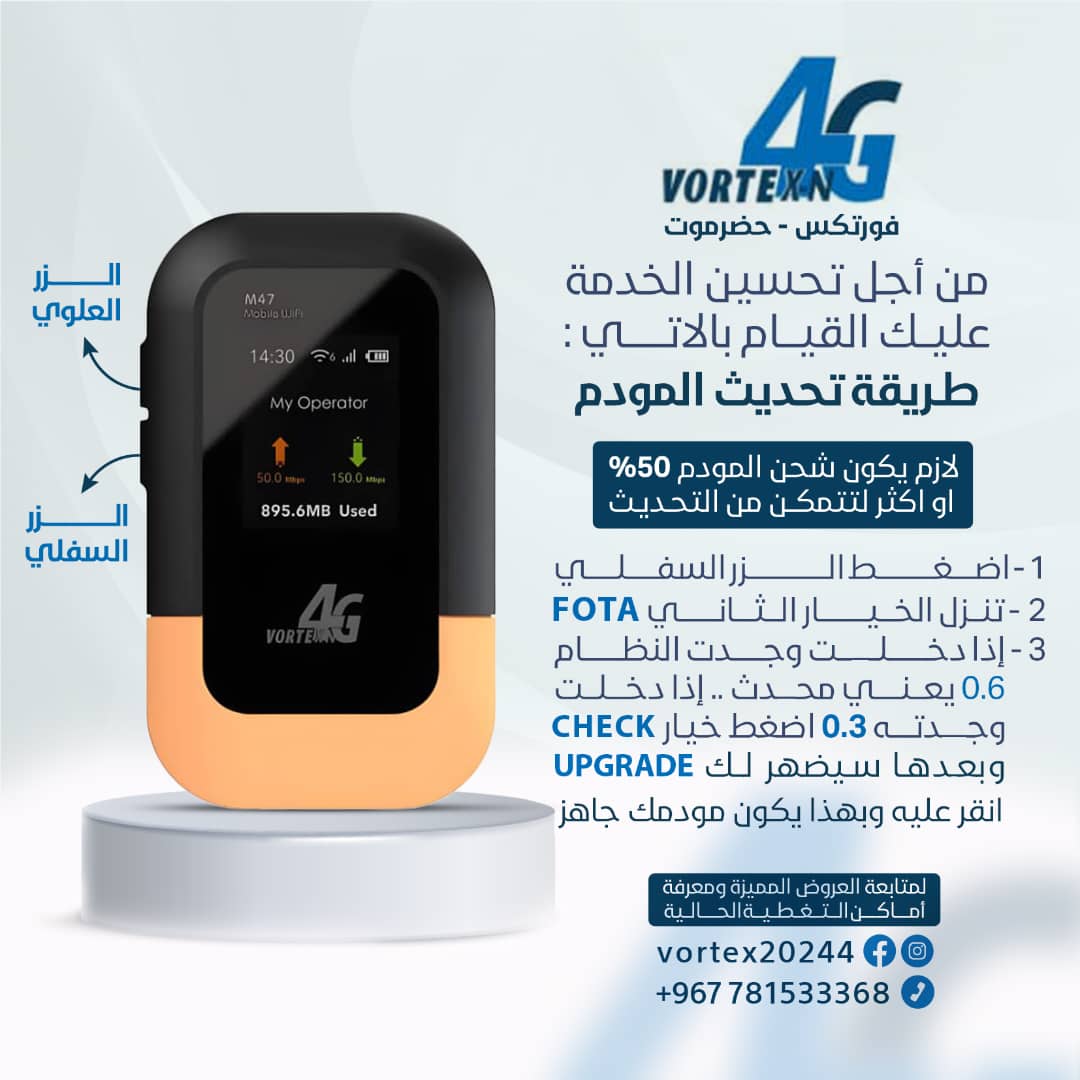 4G
VORTEX-N
فورتكس - حضرموت
من أجل تحسين الخدمة
عليك القيام بالاتي :
طريقة تحديث المودم
لازم يكون شحن المودم 50%
او اكثر لتتمكن من التحديث
1 - اضغط الزر السفلي
2 - تنزل الخيار الثاني FOTA
3 - إذا دخلت وجدت النظام
0.6 يعني محدث .. إذا دخلت
وجدته 0.3 اضغط خيار CHECK
وبعدها سيضهر لك UPGRADE
انقر عليه وبهذا يكون مودمك جاهز
لمتابعة العروض المميزة ومعرفة
أماكن التغطية الحالية
vortex20244
+967 781533368
الزر
العلوي
الزر
السفلي
M47
Mobile WiFi
14:30 6
My Operator
50.0 Mbps 150.0 Mbps
895.6MB Used
4G
VORTEX-N